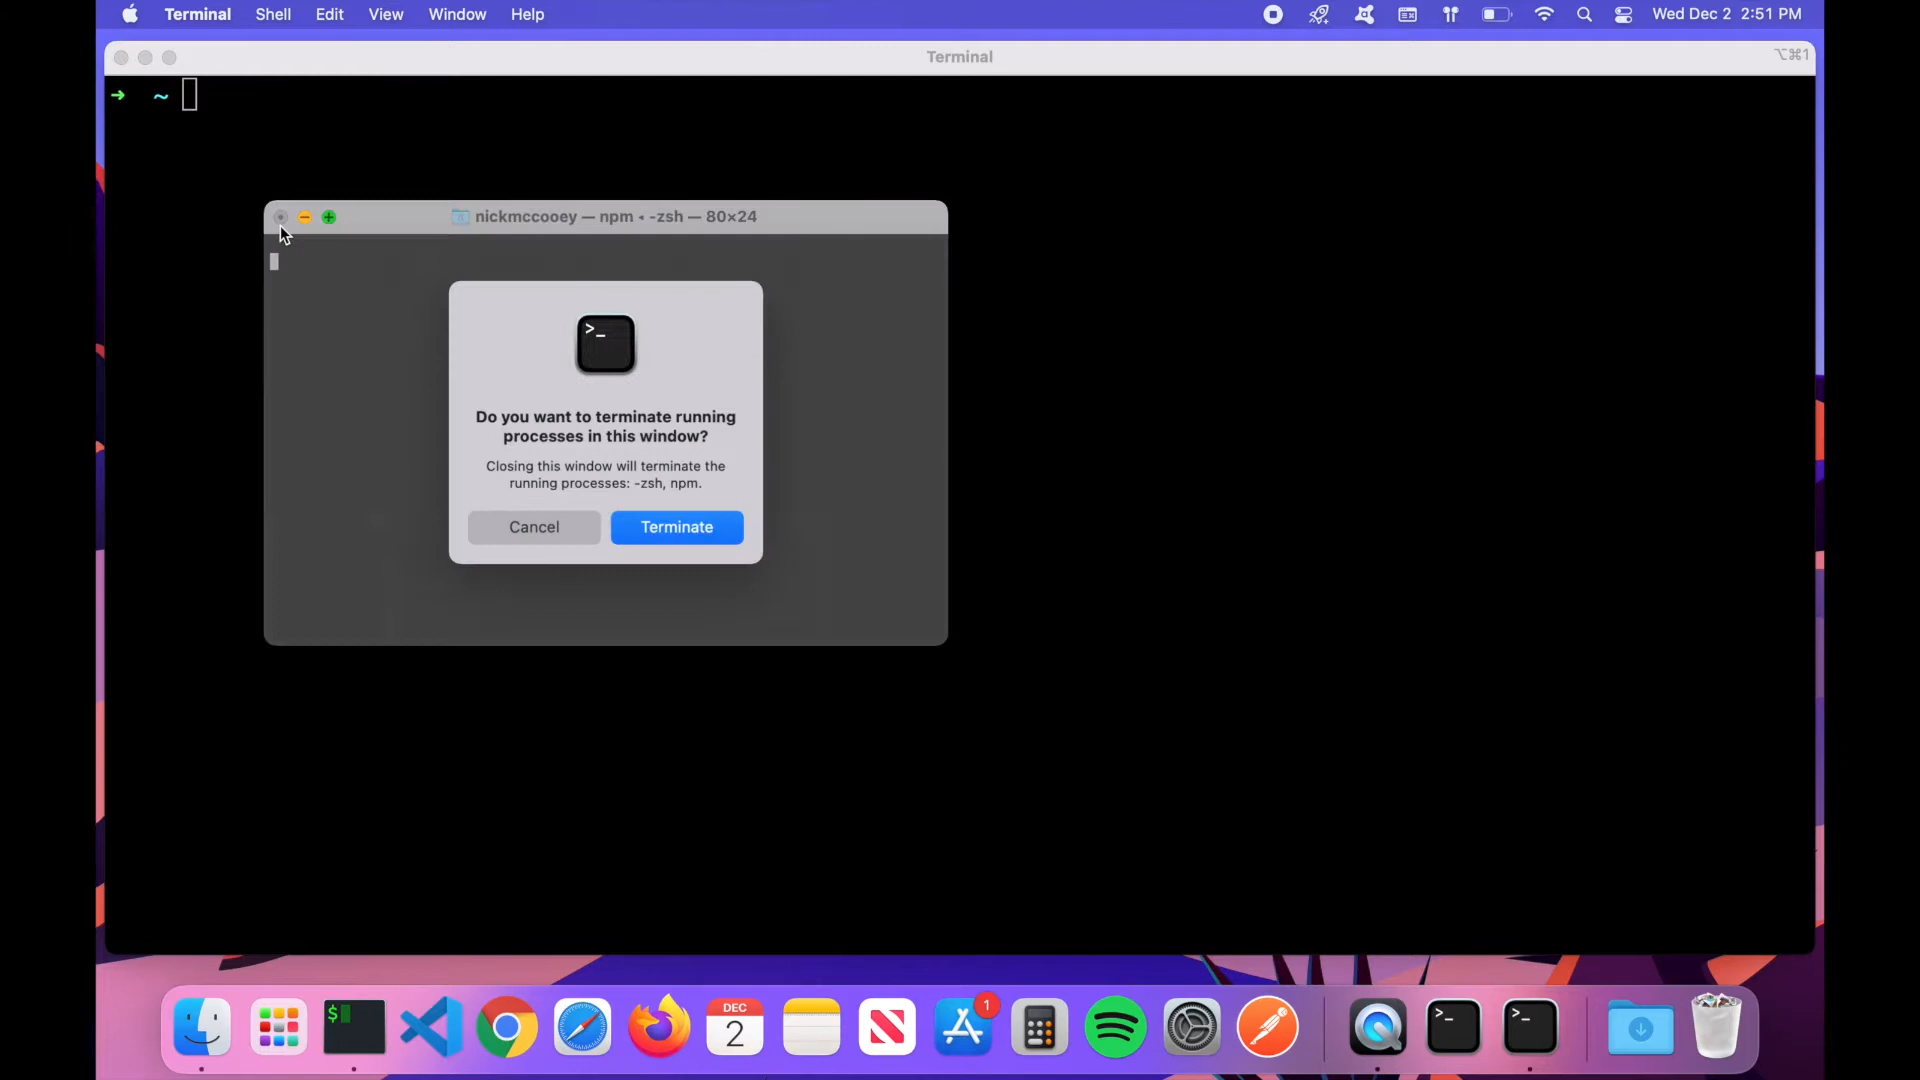 Terminal Shell Edit View Window Help
Wed Dec 2 2:51 PM
Terminal
⌥⌘1
➜ ~
nickmccooey — npm ◂ -zsh — 80×24
>_
Do you want to terminate running
processes in this window?
Closing this window will terminate the
running processes: -zsh, npm.
Cancel
Terminate
$
DEC
2
1
>_
>_